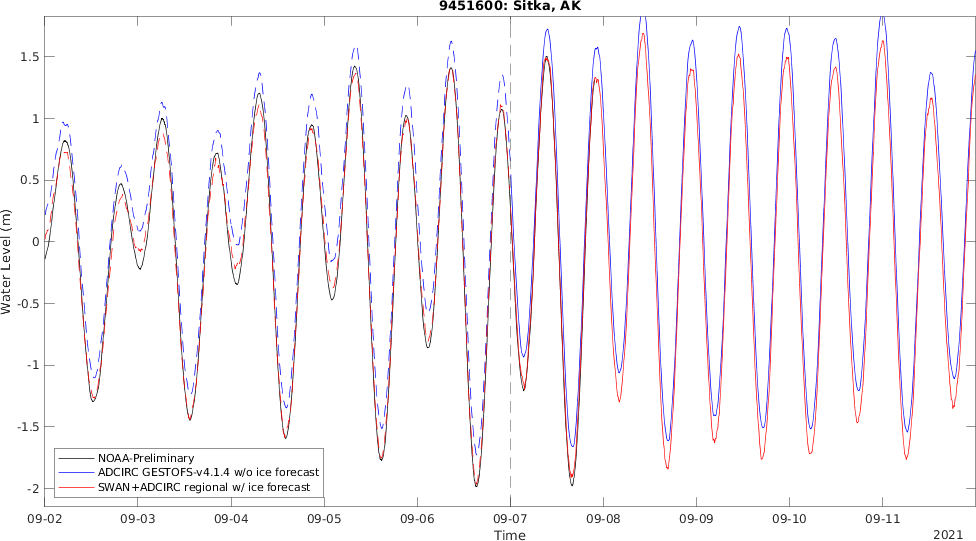 9451600: Sitka, AK
Water Level (m)
1.5
1
0.5
0
-0.5
-1
-1.5
-2
NOAA-Preliminary
ADCIRC GESTOFS-v4.1.4 w/o ice forecast
SWAN+ADCIRC regional w/ ice forecast
09-02 09-03 09-04 09-05 09-06 09-07 09-08 09-09 09-10 09-11
Time
2021